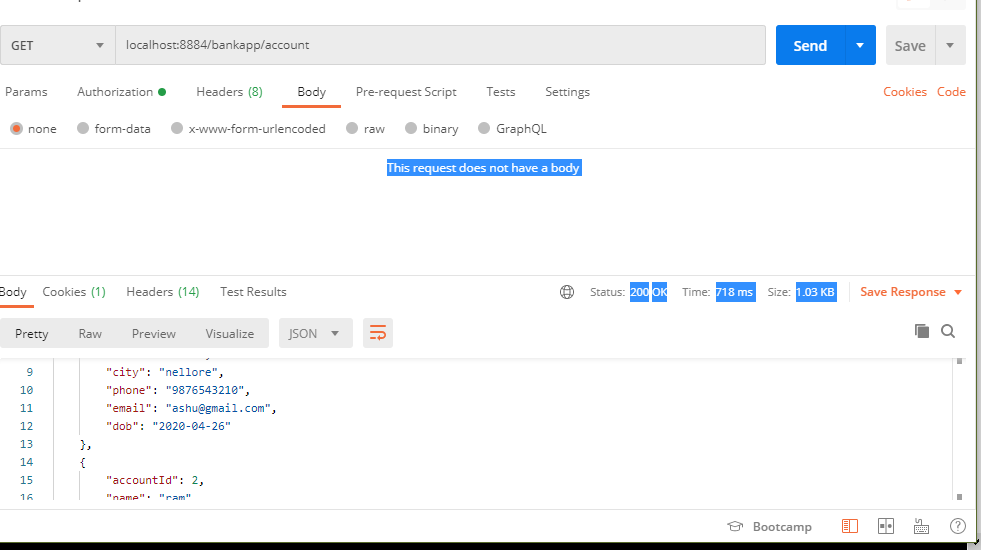 GET localhost:8884/bankapp/account Send Save
Params Authorization Headers (8) Body Pre-request Script Tests Settings Cookies Code
none form-data x-www-form-urlencoded raw binary GraphQL
This request does not have a body
Body Cookies (1) Headers (14) Test Results Status: 200 OK Time: 718 ms Size: 1.03 KB Save Response
Pretty Raw Preview Visualize JSON
9 "city": "nellore",
10 "phone": "9876543210",
11 "email": "ashu@gmail.com",
12 "dob": "2020-04-26"
13 },
14 {
15 "accountId": 2,
16 "name": "ram"
Bootcamp